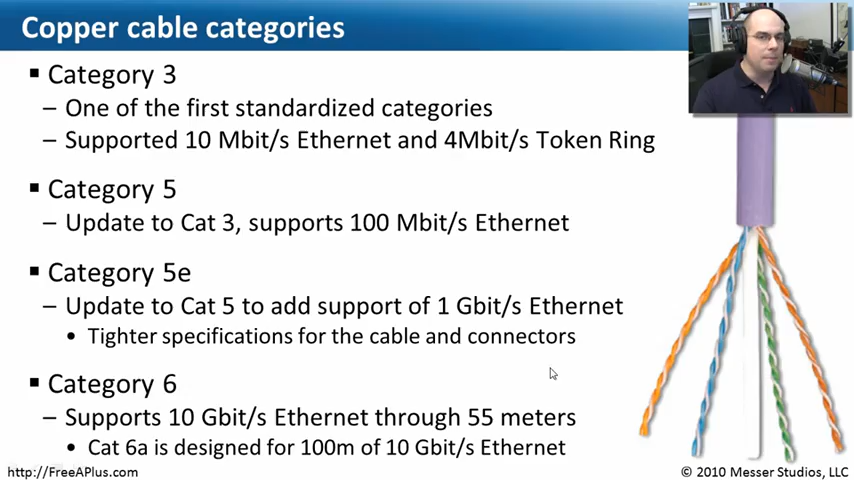 Copper cable categories
▪ Category 3
– One of the first standardized categories
– Supported 10 Mbit/s Ethernet and 4Mbit/s Token Ring
▪ Category 5
– Update to Cat 3, supports 100 Mbit/s Ethernet
▪ Category 5e
– Update to Cat 5 to add support of 1 Gbit/s Ethernet
• Tighter specifications for the cable and connectors
▪ Category 6
– Supports 10 Gbit/s Ethernet through 55 meters
• Cat 6a is designed for 100m of 10 Gbit/s Ethernet
http://FreeAPlus.com
© 2010 Messer Studios, LLC